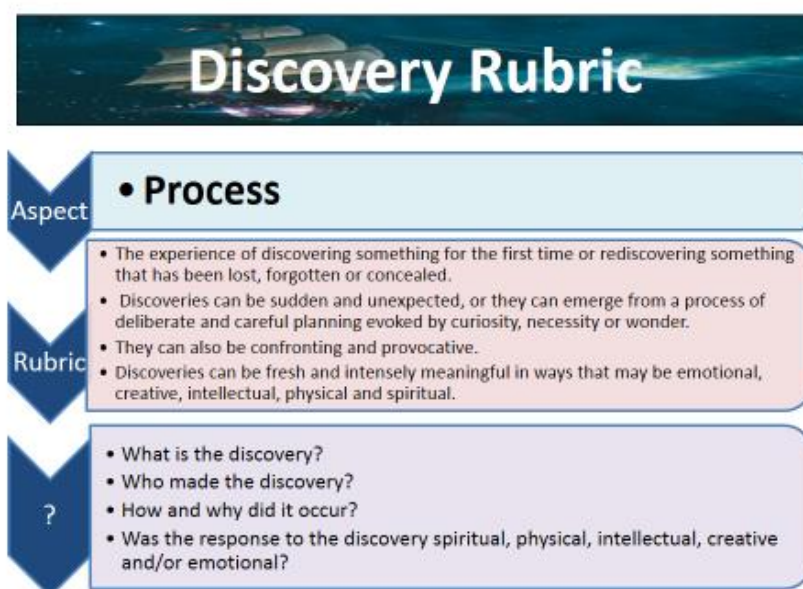 Discovery Rubric
Aspect
• Process
Rubric
• The experience of discovering something for the first time or rediscovering something
that has been lost, forgotten or concealed.
• Discoveries can be sudden and unexpected, or they can emerge from a process of
deliberate and careful planning evoked by curiosity, necessity or wonder.
• They can also be confronting and provocative.
• Discoveries can be fresh and intensely meaningful in ways that may be emotional,
creative, intellectual, physical and spiritual.
?
• What is the discovery?
• Who made the discovery?
• How and why did it occur?
• Was the response to the discovery spiritual, physical, intellectual, creative
and/or emotional?